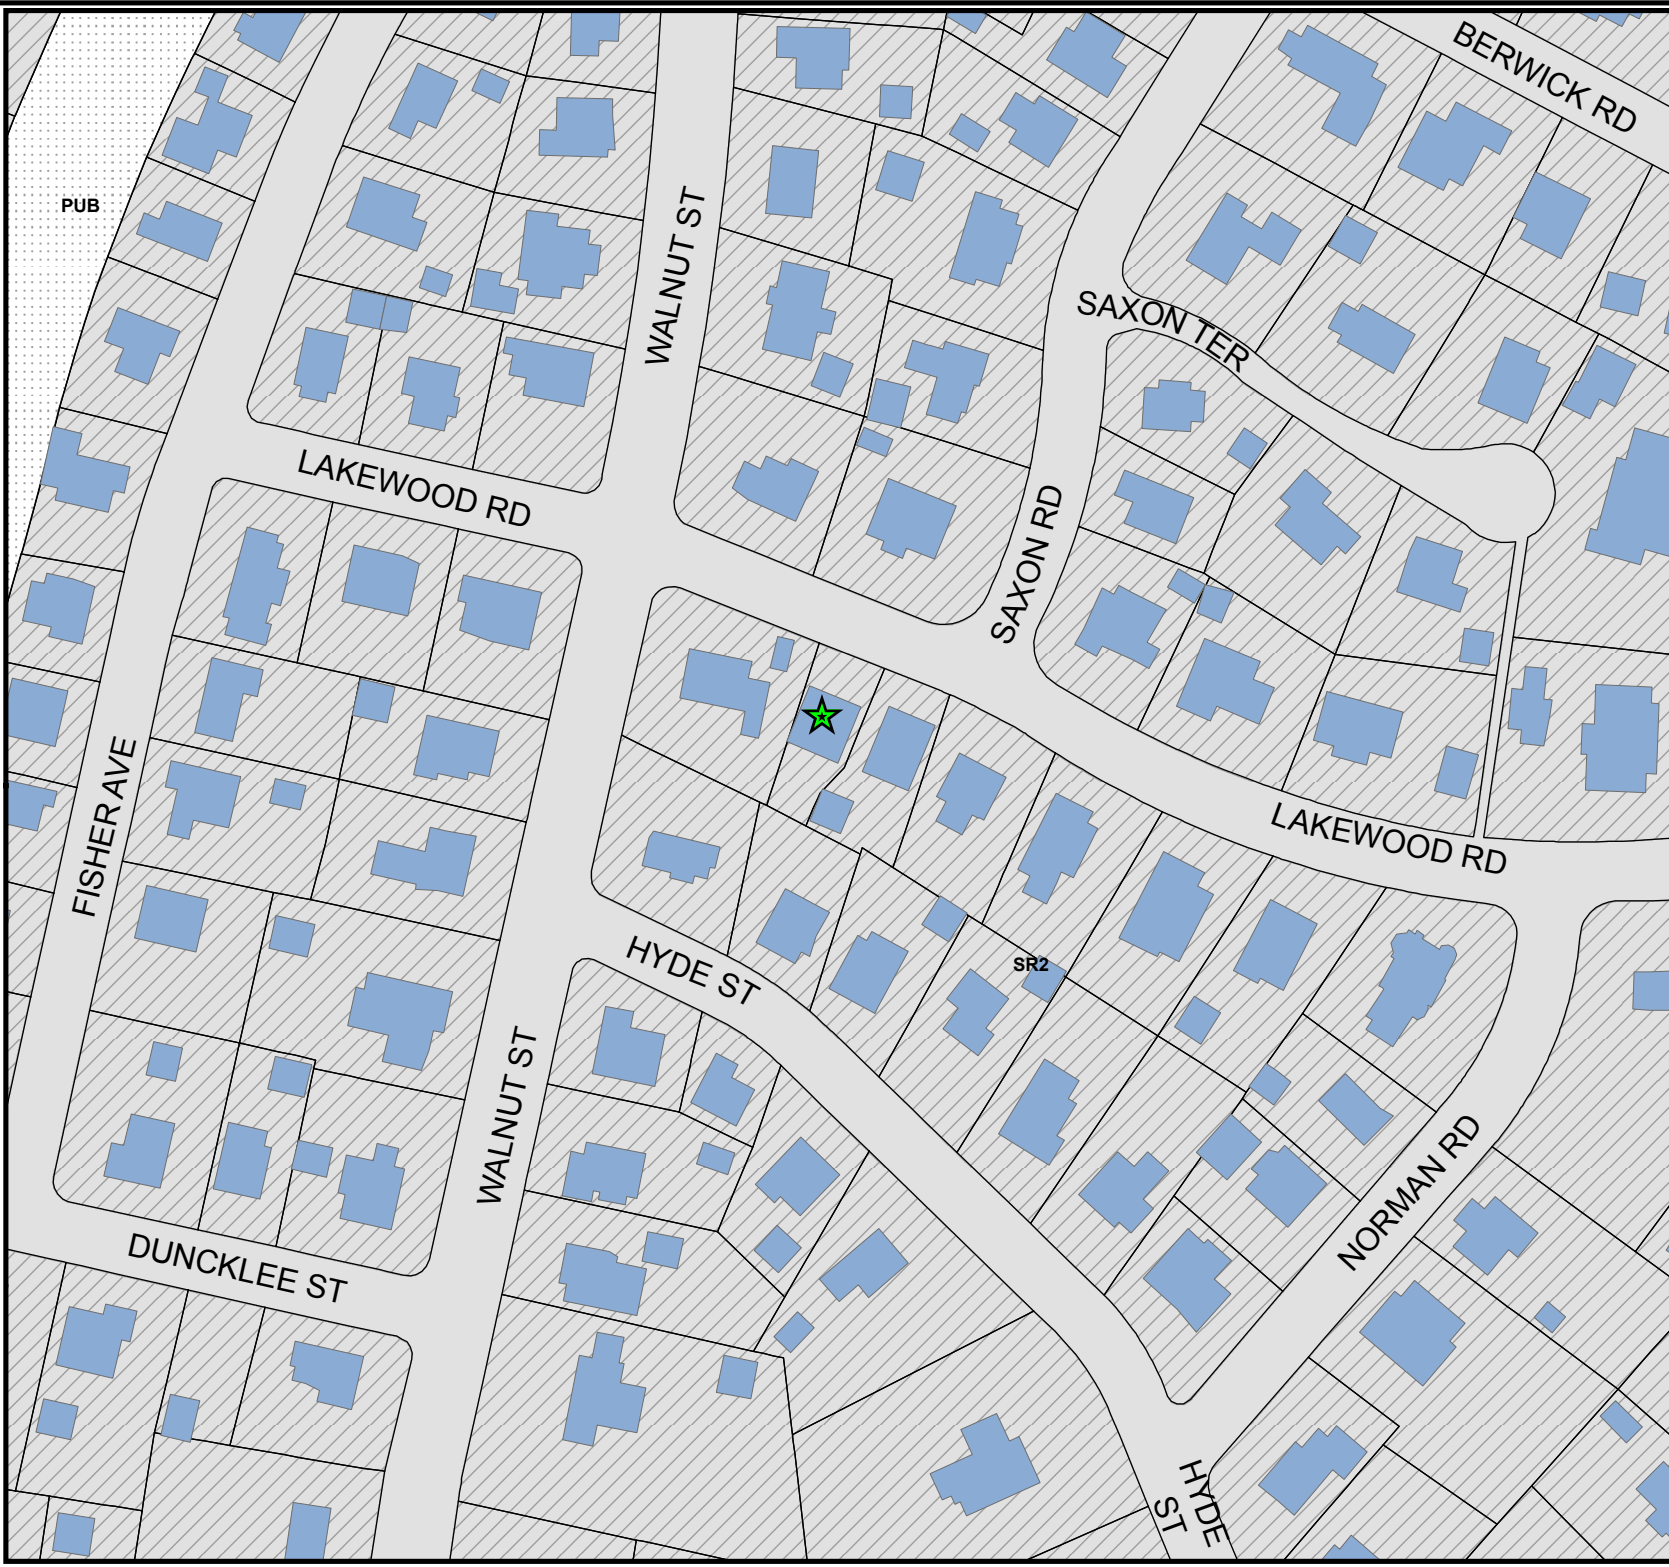 BERWICK RD
PUB
WALNUT ST
SAXON TER
LAKEWOOD RD
SAXON RD
FISHER AVE
LAKEWOOD RD
HYDE ST
SR2
WALNUT ST
NORMAN RD
DUNCKLEE ST
HYDE
ST